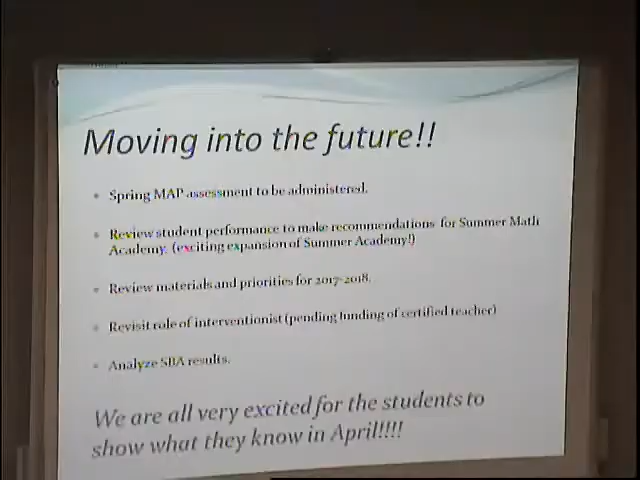 Moving into the future!!
Spring MAP assessment to be administered.
Review student performance to make recommendations for Summer Math
Academy. (exciting expansion of Summer Academy!)
Review materials and priorities for 2017-2018.
Revisit role of interventionist (pending funding of certified teacher)
Analyze SBA results.
We are all very excited for the students to
show what they know in April!!!!